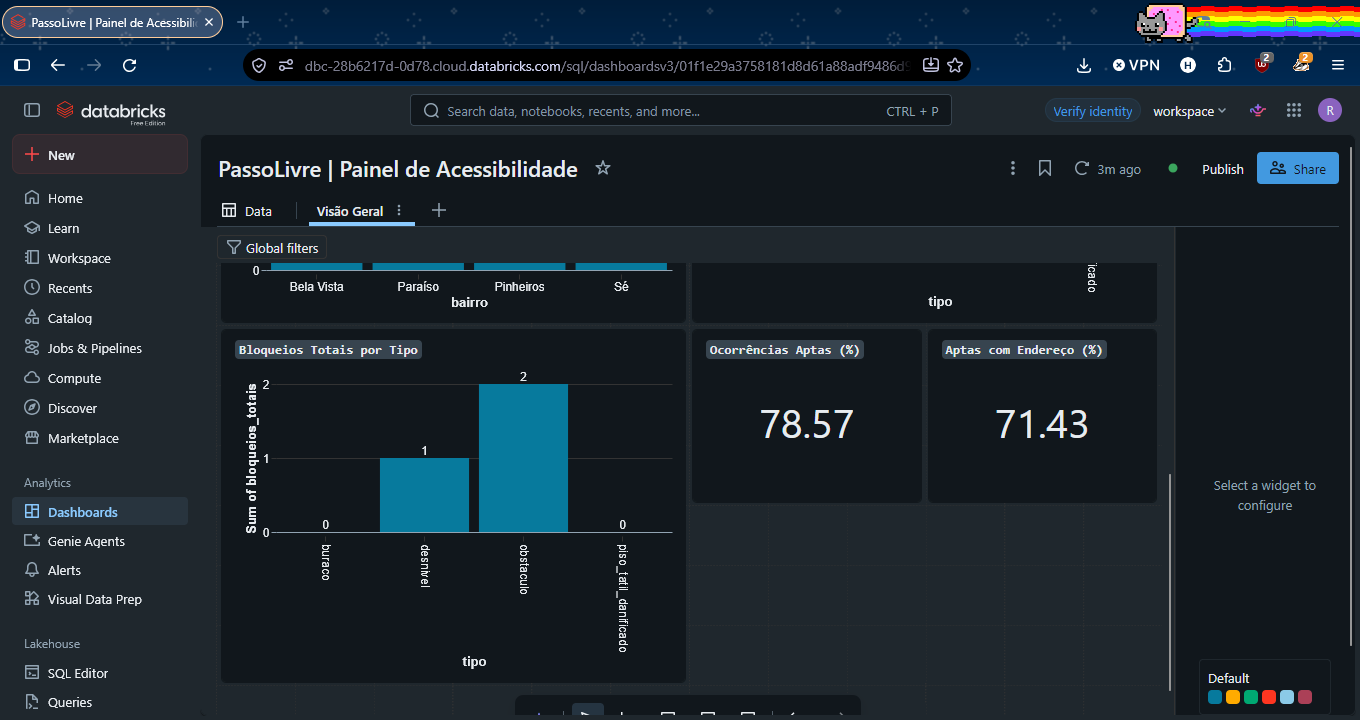 PassoLivre | Painel de Acessibili
dbc-28b6217d-0d78.cloud.databricks.com/sql/dashboardsv3/01f1e29a3758181d8d61a88adf9486d9
VPN
H
2
2
databricks
Free Edition
Search data, notebooks, recents, and more...
CTRL + P
Verify identity
workspace
R
New
Home
Learn
Workspace
Recents
Catalog
Jobs & Pipelines
Compute
Discover
Marketplace
Analytics
Dashboards
Genie Agents
Alerts
Visual Data Prep
Lakehouse
SQL Editor
Queries
PassoLivre | Painel de Acessibilidade
3m ago
Publish
Share
Data
Visão Geral
Global filters
0
Bela Vista
Paraíso
Pinheiros
Sé
bairro
icado
tipo
Bloqueios Totais por Tipo
Sum of bloqueios_totais
2
1
0
0
1
2
0
buraco
desnivel
obstaculo
piso_tatil_danificado
tipo
Ocorrências Aptas (%)
78.57
Aptas com Endereço (%)
71.43
Select a widget to
configure
Default